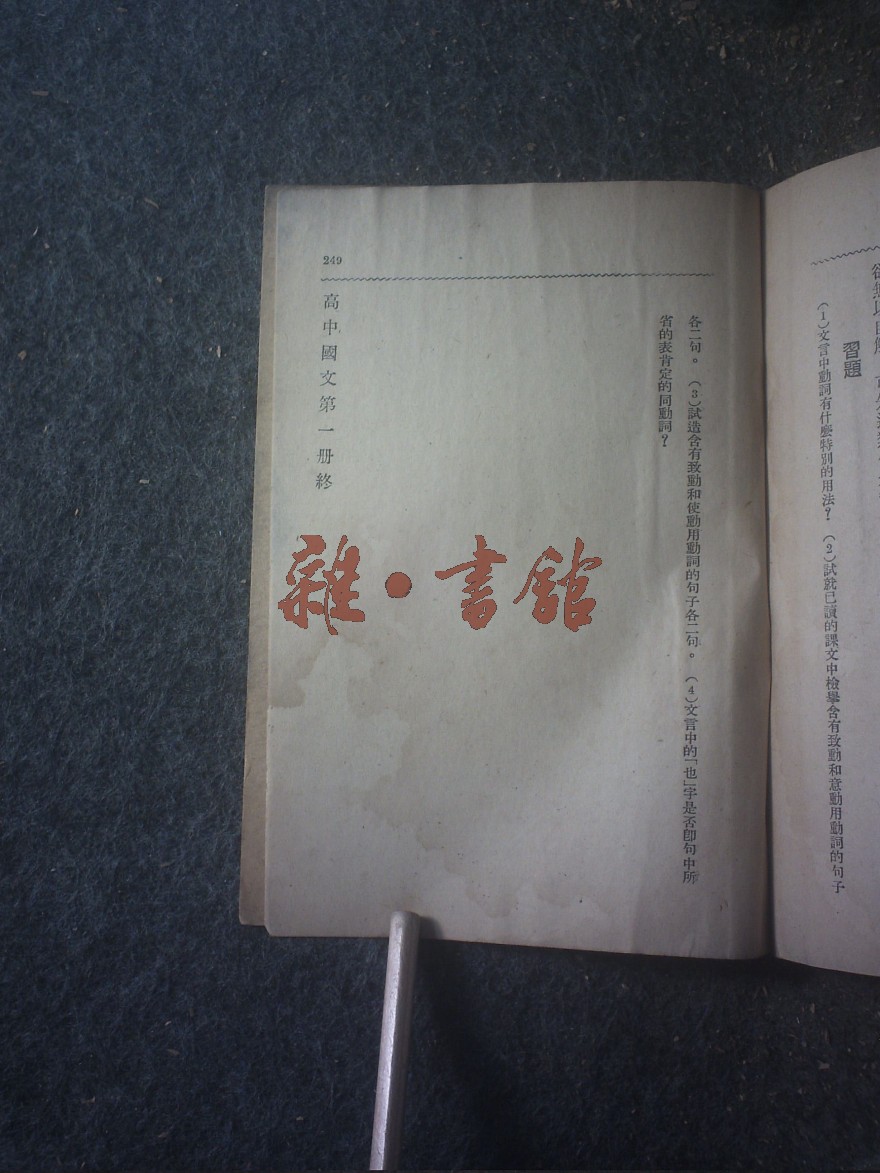 習題
（1）文言中動詞有什麼特別的用法？（2）試就已讀的課文中檢舉含有致動和意動用動詞的句子
各二句。（3）試造含有致動和使動用動詞的句子各二句。（4）文言中的「也」字是否卽句中所
省的表肯定的同動詞？
249
高中國文第一册終
雜·書館